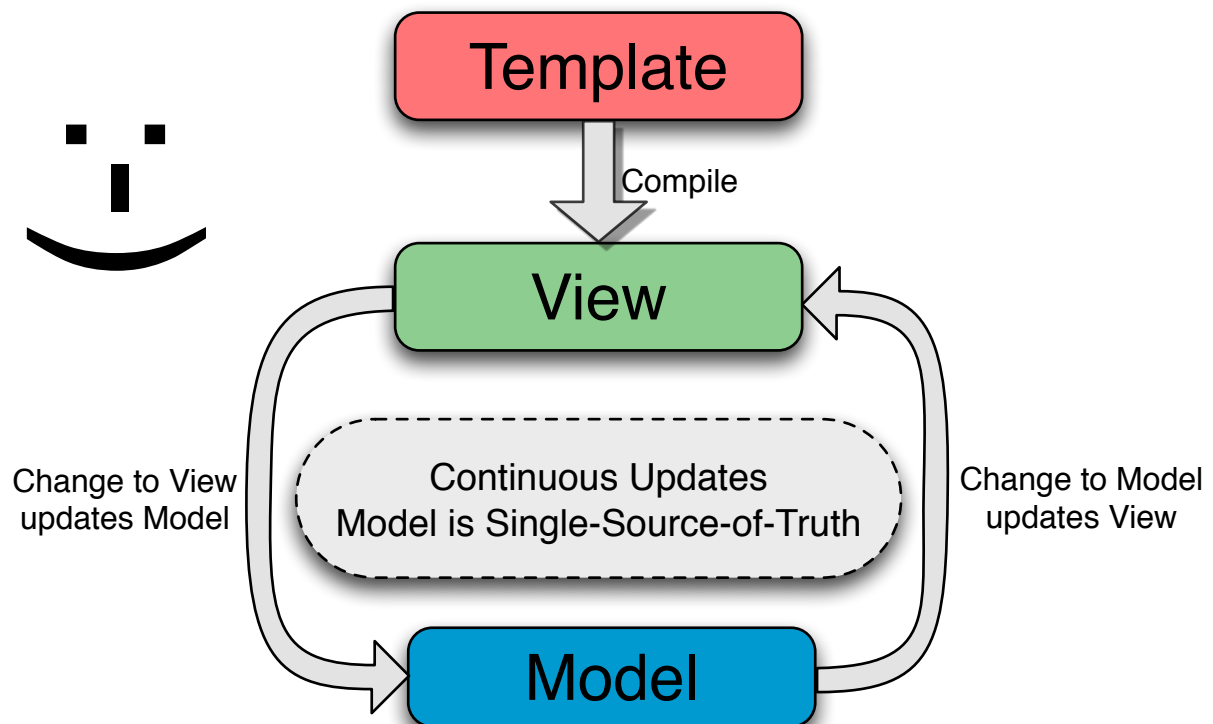 Template
Compile
View
Change to View
updates Model
Continuous Updates
Model is Single-Source-of-Truth
Change to Model
updates View
Model